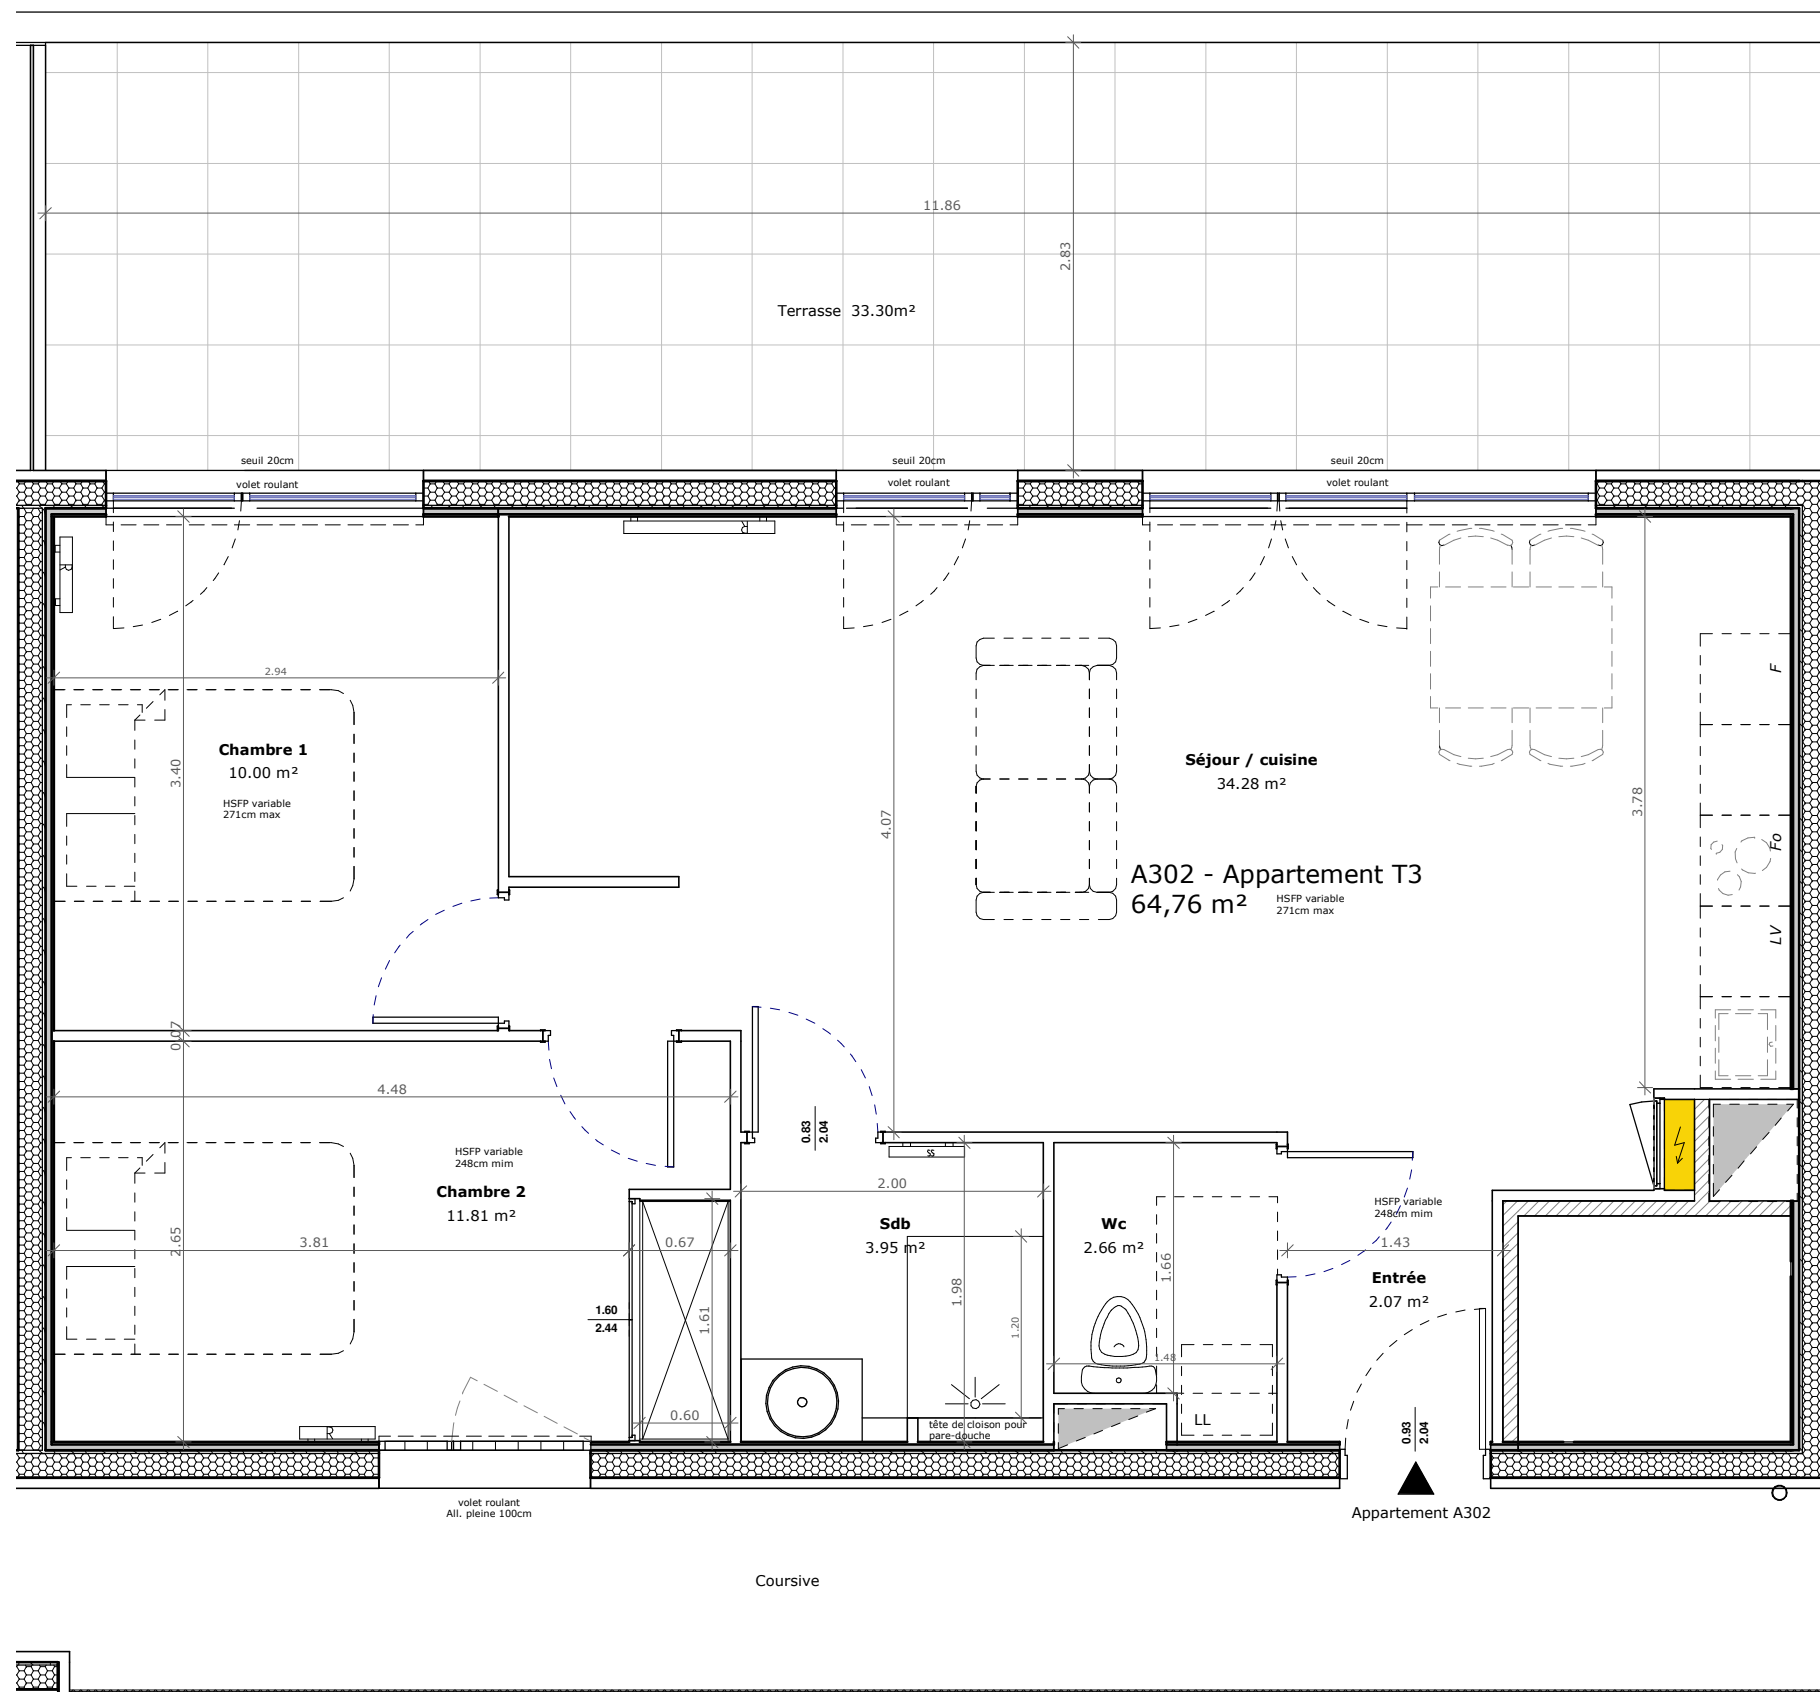 11.86
2.83
Terrasse 33.30m²
seuil 20cm
seuil 20cm
seuil 20cm
volet roulant
volet roulant
volet roulant
R
R
2.94
F
Chambre 1
10.00 m²
HSFP variable
271cm max
3.40
Séjour / cuisine
34.28 m²
4.07
3.78
Fo
A302 - Appartement T3
64,76 m²
HSFP variable
271cm max
LV
0.07
c
4.48
0.83
2.04
HSFP variable
248cm mim
SS
Chambre 2
11.81 m²
2.00
HSFP variable
248cm mim
Sdb
3.95 m²
Wc
2.66 m²
2.65
3.81
0.67
1.43
1.66
Entrée
2.07 m²
1.98
1.60
2.44
1.61
1.20
1.48
0.60
tête de cloison pour
pare-douche
LL
R
0.93
2.04
volet roulant
All. pleine 100cm
Appartement A302
Coursive